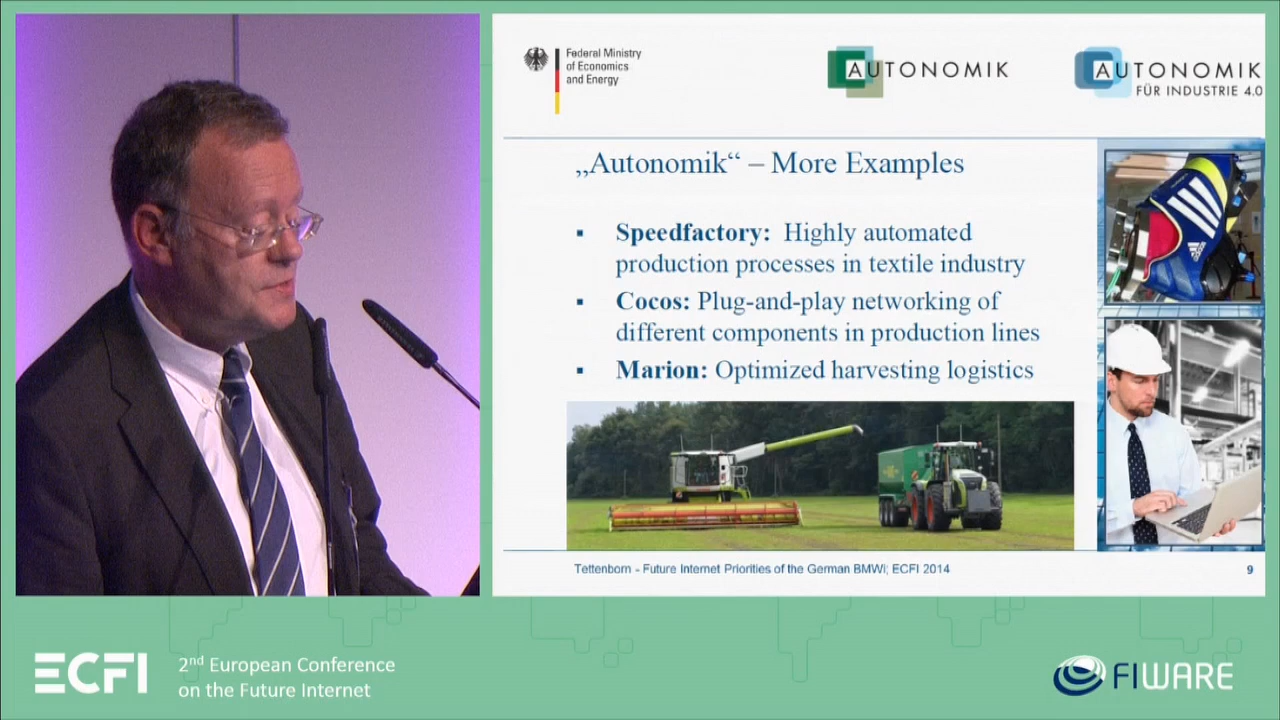 Federal Ministry
of Economics
and Energy
AUTONOMIK
AUTONOMIK
FÜR INDUSTRIE 4.0
„Autonomik“ – More Examples
▪ Speedfactory: Highly automated
production processes in textile industry
▪ Cocos: Plug-and-play networking of
different components in production lines
▪ Marion: Optimized harvesting logistics
adidas
Tettenborn - Future Internet Priorities of the German BMWi; ECFI 2014
9
ECFI
2nd European Conference
on the Future Internet
FIWARE